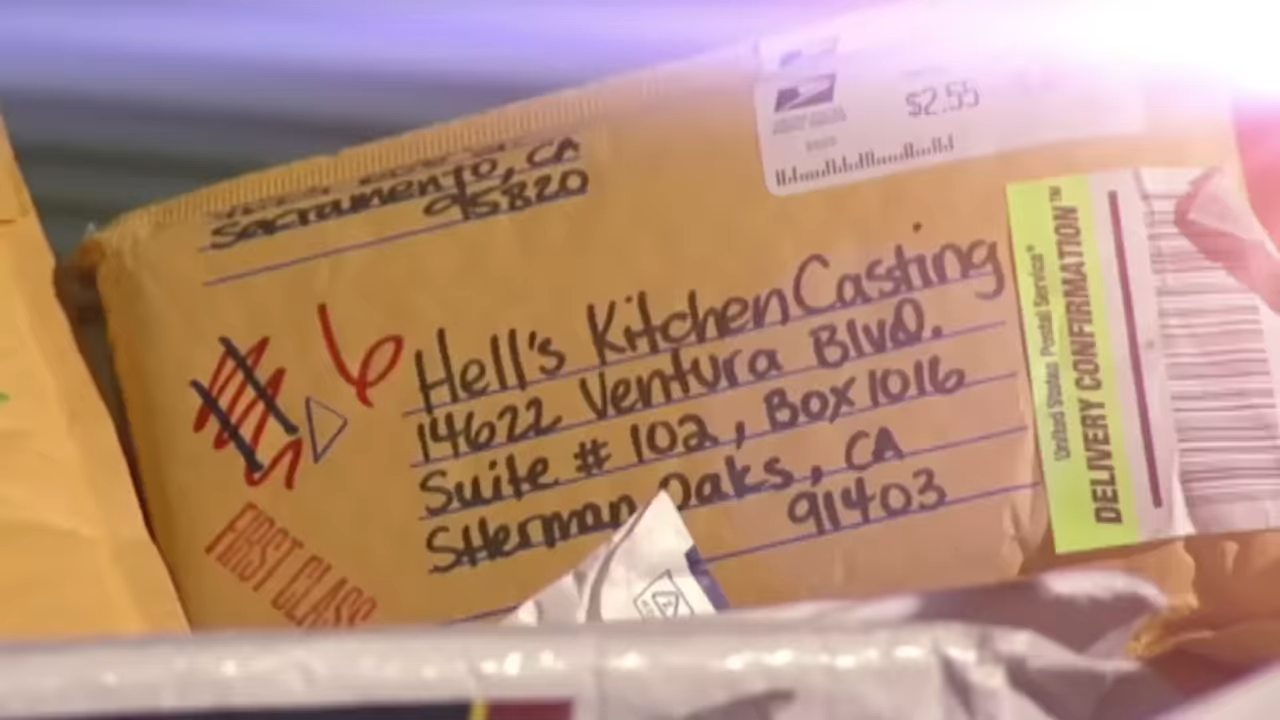 Sacramento, CA
95820
$2.55
6
Hell's Kitchen Casting
14622 Ventura Blvd.
Suite # 102, Box 1016
SHerman Oaks, CA
91403
FIRST CLASS
United States Postal Service®
DELIVERY CONFIRMATION™